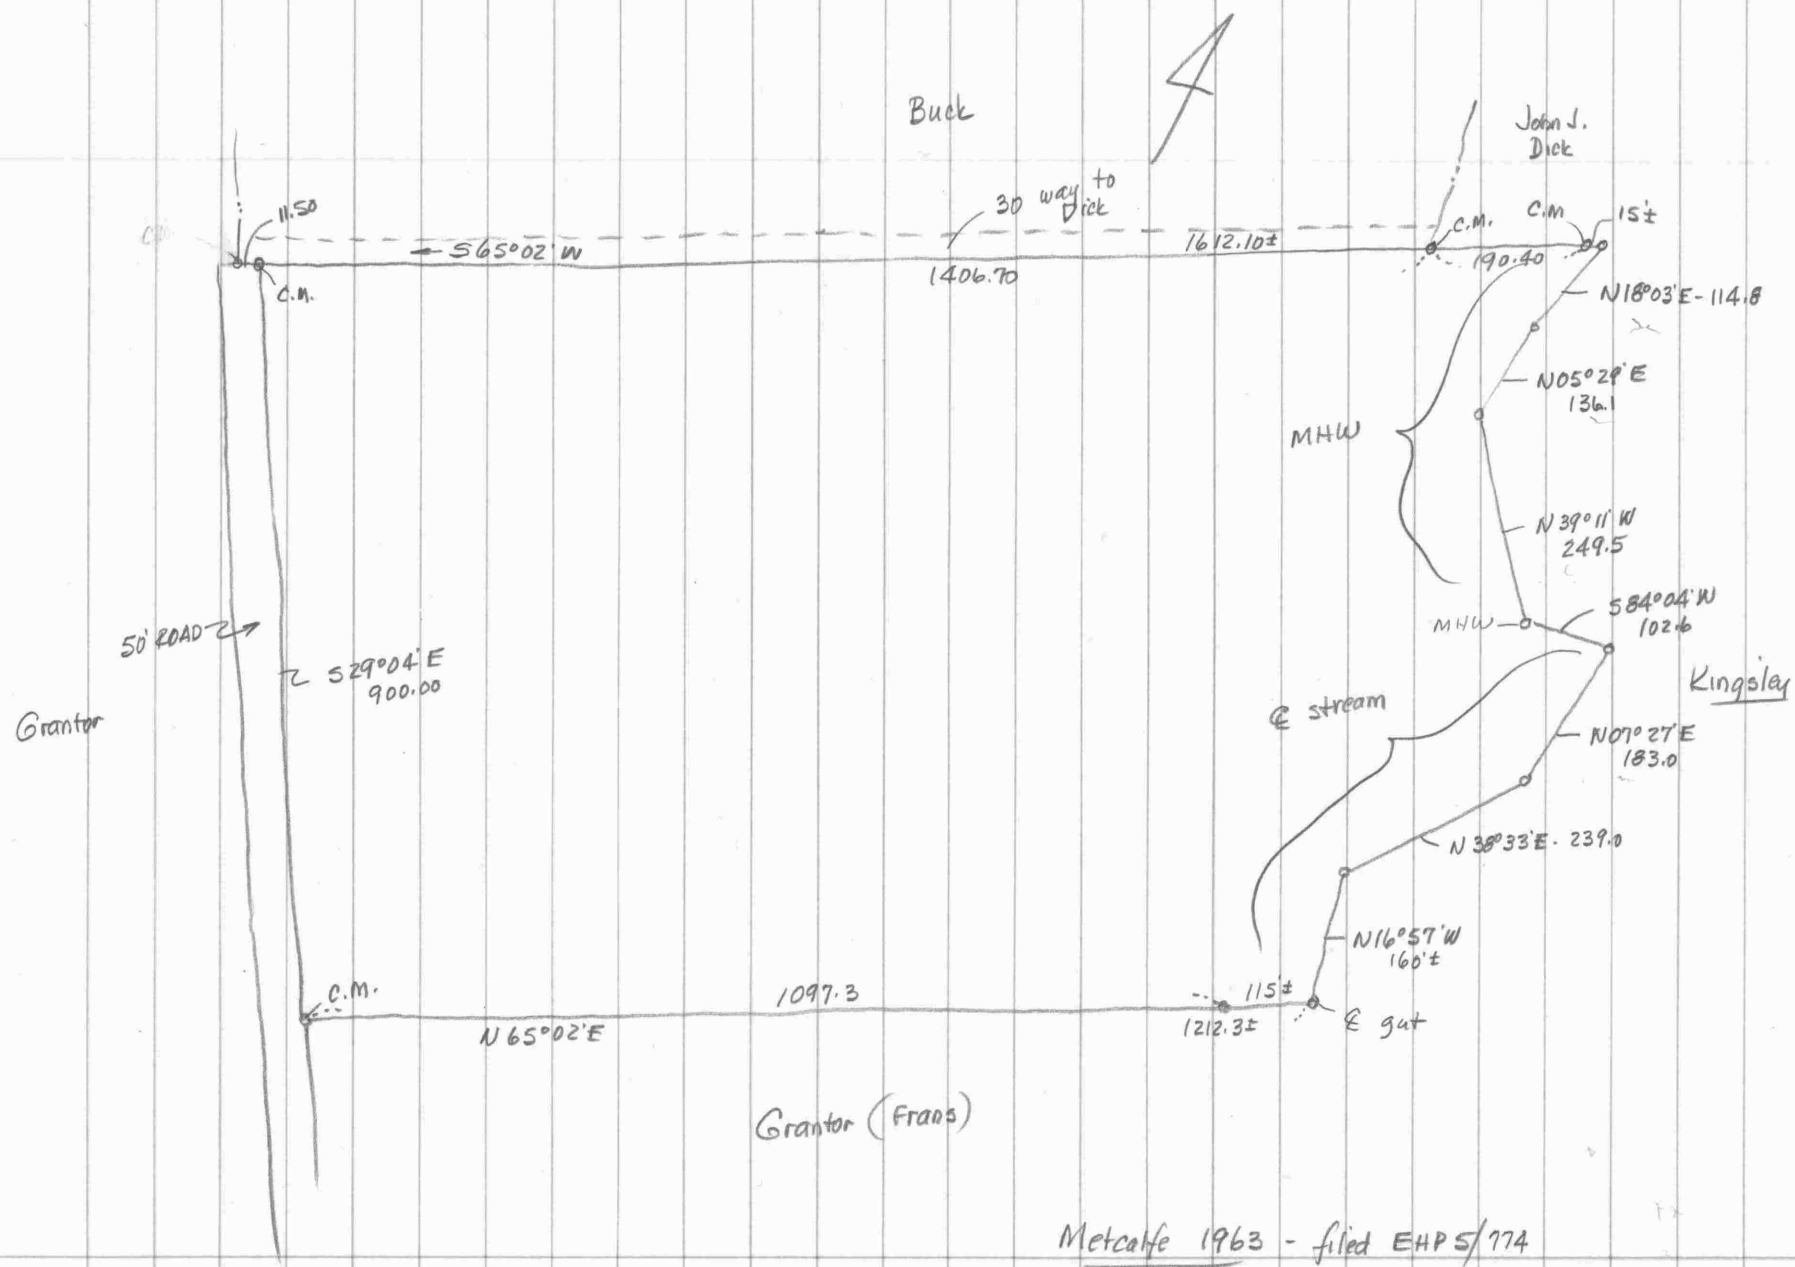 Buck
John J.
Dick
30 way to
Dick
11.50
C.M.
C.M.
C.M
15'±
← S65°02'W
1612.10±
1406.70
190.40
C.M.
N18°03'E - 114.8
N05°29'E
136.1
MHW
N39°11'W
249.5
S84°04'W
102.6
MHW
50' ROAD
S29°04'E
900.00
Grantor
Kingsley
℄ stream
N07°27'E
183.0
N38°33'E - 239.0
N16°57'W
160'±
C.M.
1097.3
115'±
N65°02'E
1212.3±
℄ gut
Grantor (Frans)
Metcalfe 1963 - filed EHP 5/774